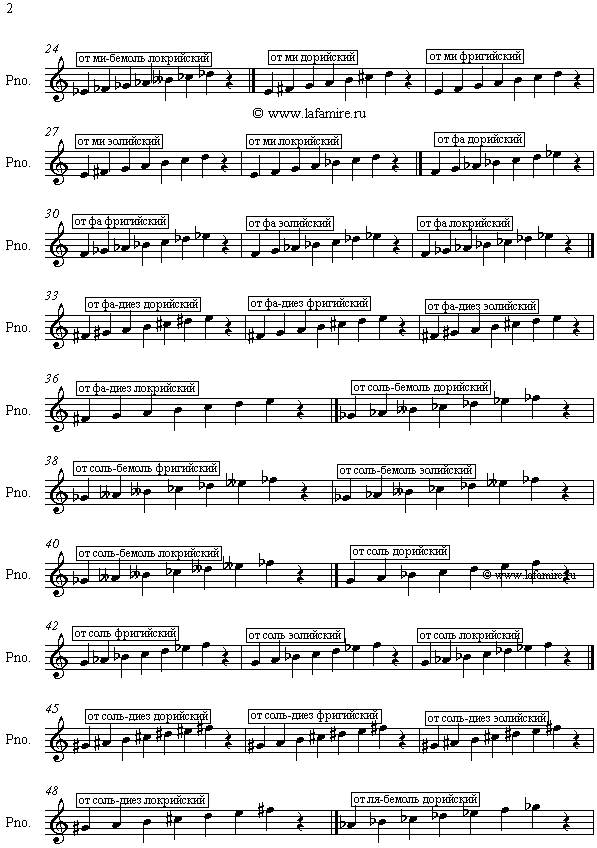 2
24
от ми-бемоль локрийский от ми дорийский от ми фригийский
Pno.
© www.lafamire.ru
27
от ми эолийский от ми локрийский от фа дорийский
Pno.
30
от фа фригийский от фа эолийский от фа локрийский
Pno.
33
от фа-диез дорийский от фа-диез фригийский от фа-диез эолийский
Pno.
36
от фа-диез локрийский от соль-бемоль дорийский
Pno.
38
от соль-бемоль фригийский от соль-бемоль эолийский
Pno.
40
от соль-бемоль локрийский от соль дорийский
Pno.
© www.lafamire.ru
42
от соль фригийский от соль эолийский от соль локрийский
Pno.
45
от соль-диез дорийский от соль-диез фригийский от соль-диез эолийский
Pno.
48
от соль-диез локрийский от ля-бемоль дорийский
Pno.